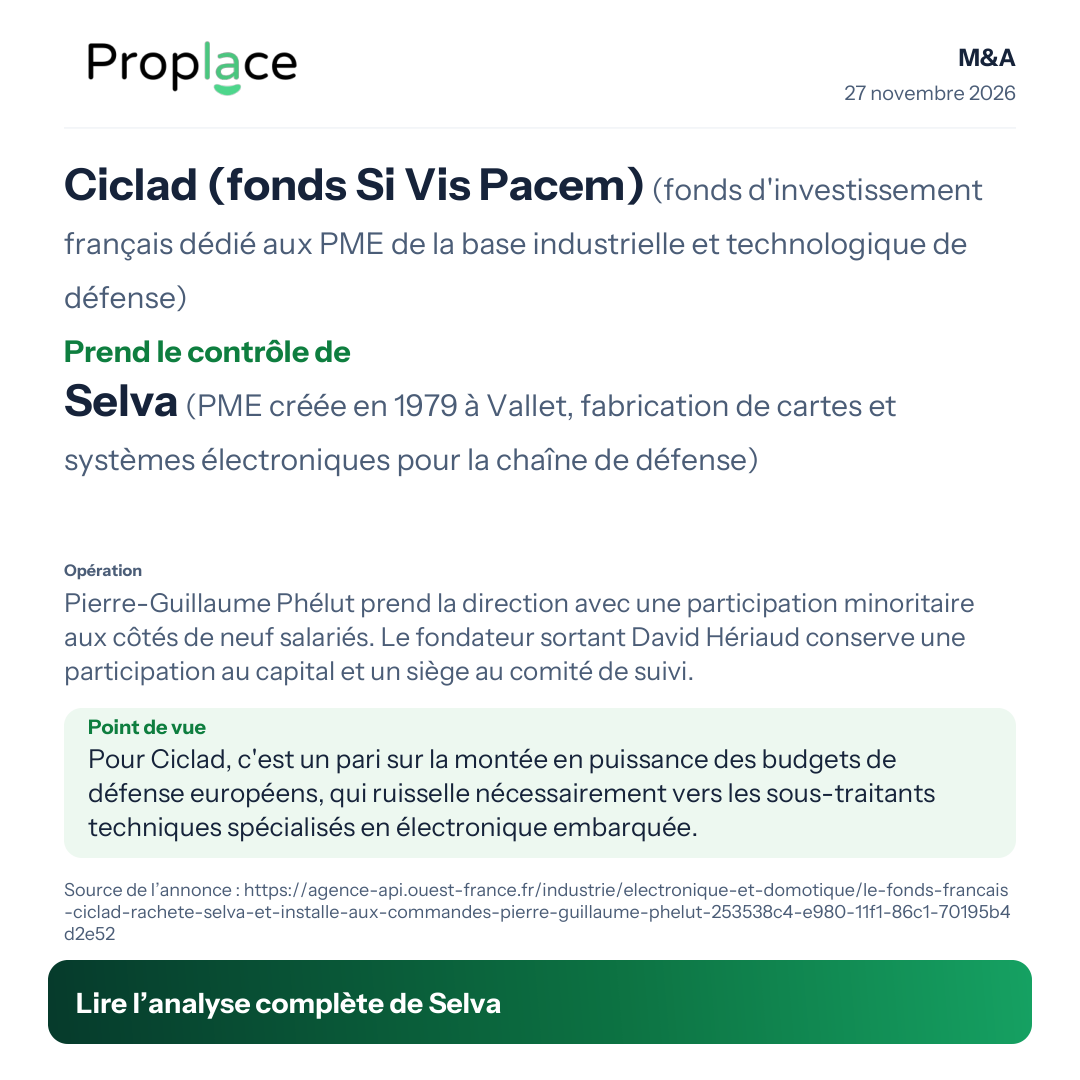 Proplace
M&A
27 novembre 2026
Ciclad (fonds Si Vis Pacem) (fonds d'investissement
français dédié aux PME de la base industrielle et technologique de
défense)
Prend le contrôle de
Selva (PME créée en 1979 à Vallet, fabrication de cartes et
systèmes électroniques pour la chaîne de défense)
Opération
Pierre-Guillaume Phélut prend la direction avec une participation minoritaire
aux côtés de neuf salariés. Le fondateur sortant David Hériaud conserve une
participation au capital et un siège au comité de suivi.
Point de vue
Pour Ciclad, c'est un pari sur la montée en puissance des budgets de
défense européens, qui ruisselle nécessairement vers les sous-traitants
techniques spécialisés en électronique embarquée.
Source de l’annonce : https://agence-api.ouest-france.fr/industrie/electronique-et-domotique/le-fonds-francais
-ciclad-rachete-selva-et-installe-aux-commandes-pierre-guillaume-phelut-253538c4-e980-11f1-86c1-70195b4
d2e52
Lire l’analyse complète de Selva